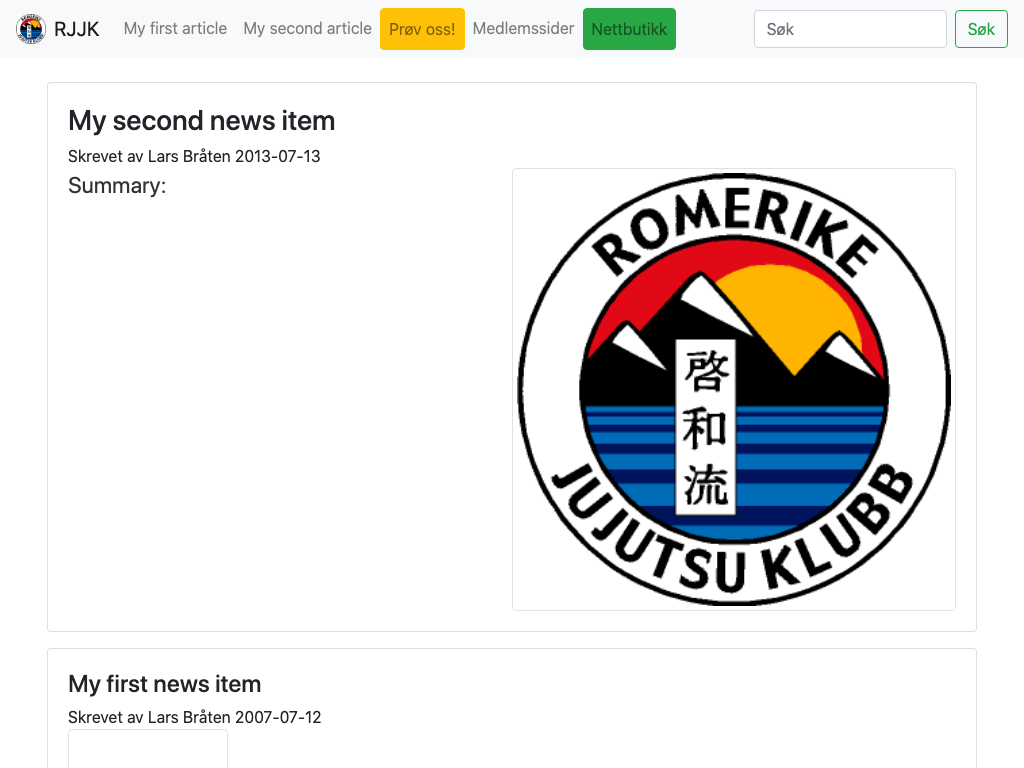 RJJK My first article My second article Prøv oss! Medlemssider Nettbutikk Søk Søk
My second news item
Skrevet av Lars Bråten 2013-07-13
Summary:
ROMERIKE
啓
和
流
JUJUTSU KLUBB
My first news item
Skrevet av Lars Bråten 2007-07-12